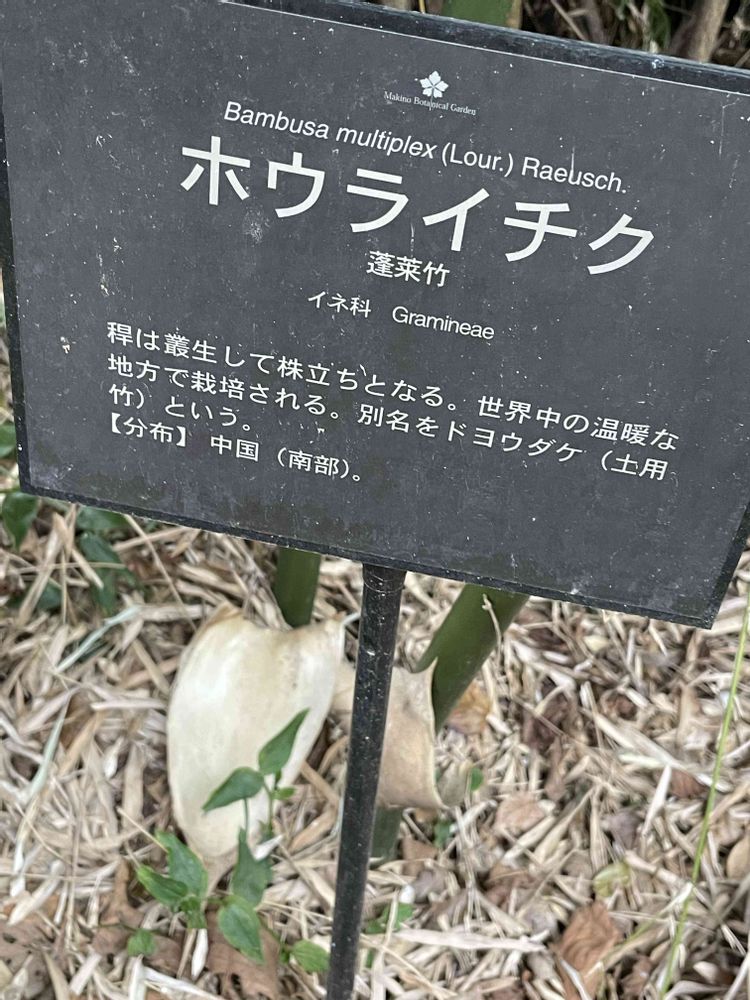 Makino Botanical Garden
Bambusa multiplex (Lour.) Raeusch.
ホウライチク
蓬莱竹
イネ科　Gramineae
稈は叢生して株立ちとなる。世界中の温暖な
地方で栽培される。別名をドヨウダケ（土用
竹）という。
【分布】 中国（南部）。